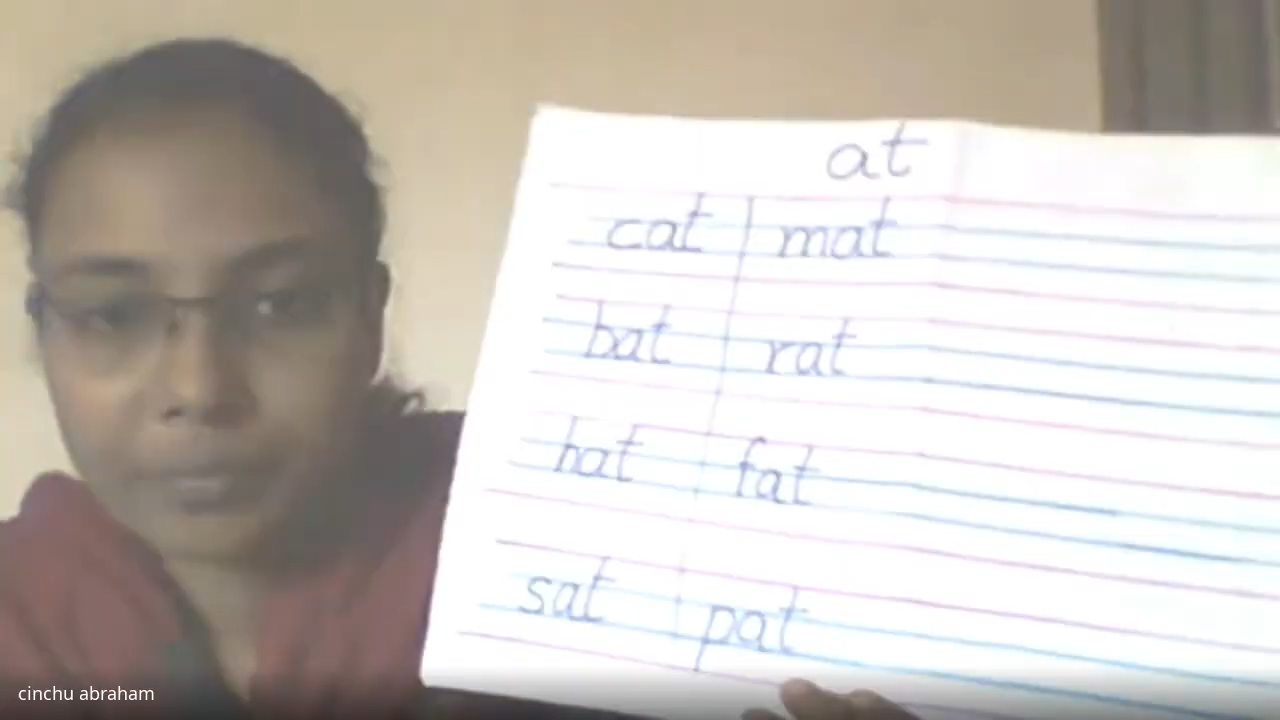 at
cat mat
bat rat
hat fat
sat pat
cinchu abraham